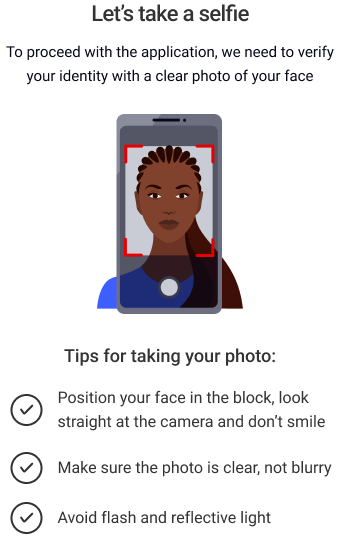 Let's take a selfie
To proceed with the application, we need to verify
your identity with a clear photo of your face
Tips for taking your photo:
Position your face in the block, look
straight at the camera and don't smile
Make sure the photo is clear, not blurry
Avoid flash and reflective light